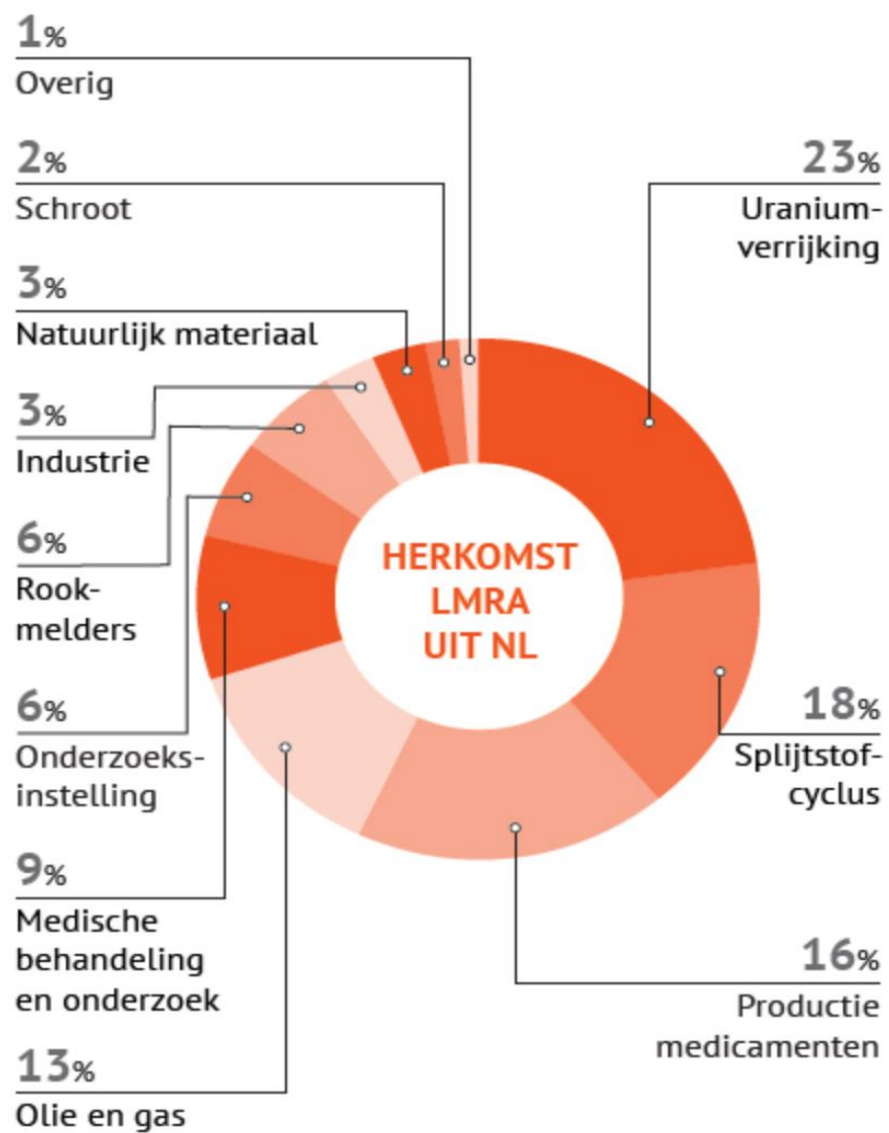 1%
Overig
2%
Schroot
3%
Natuurlijk materiaal
3%
Industrie
6%
Rook-
melders
6%
Onderzoeks-
instelling
9%
Medische
behandeling
en onderzoek
13%
Olie en gas
HERKOMST
LMRA
UIT NL
23%
Uranium-
verrijking
18%
Splijtstof-
cyclus
16%
Productie
medicamenten